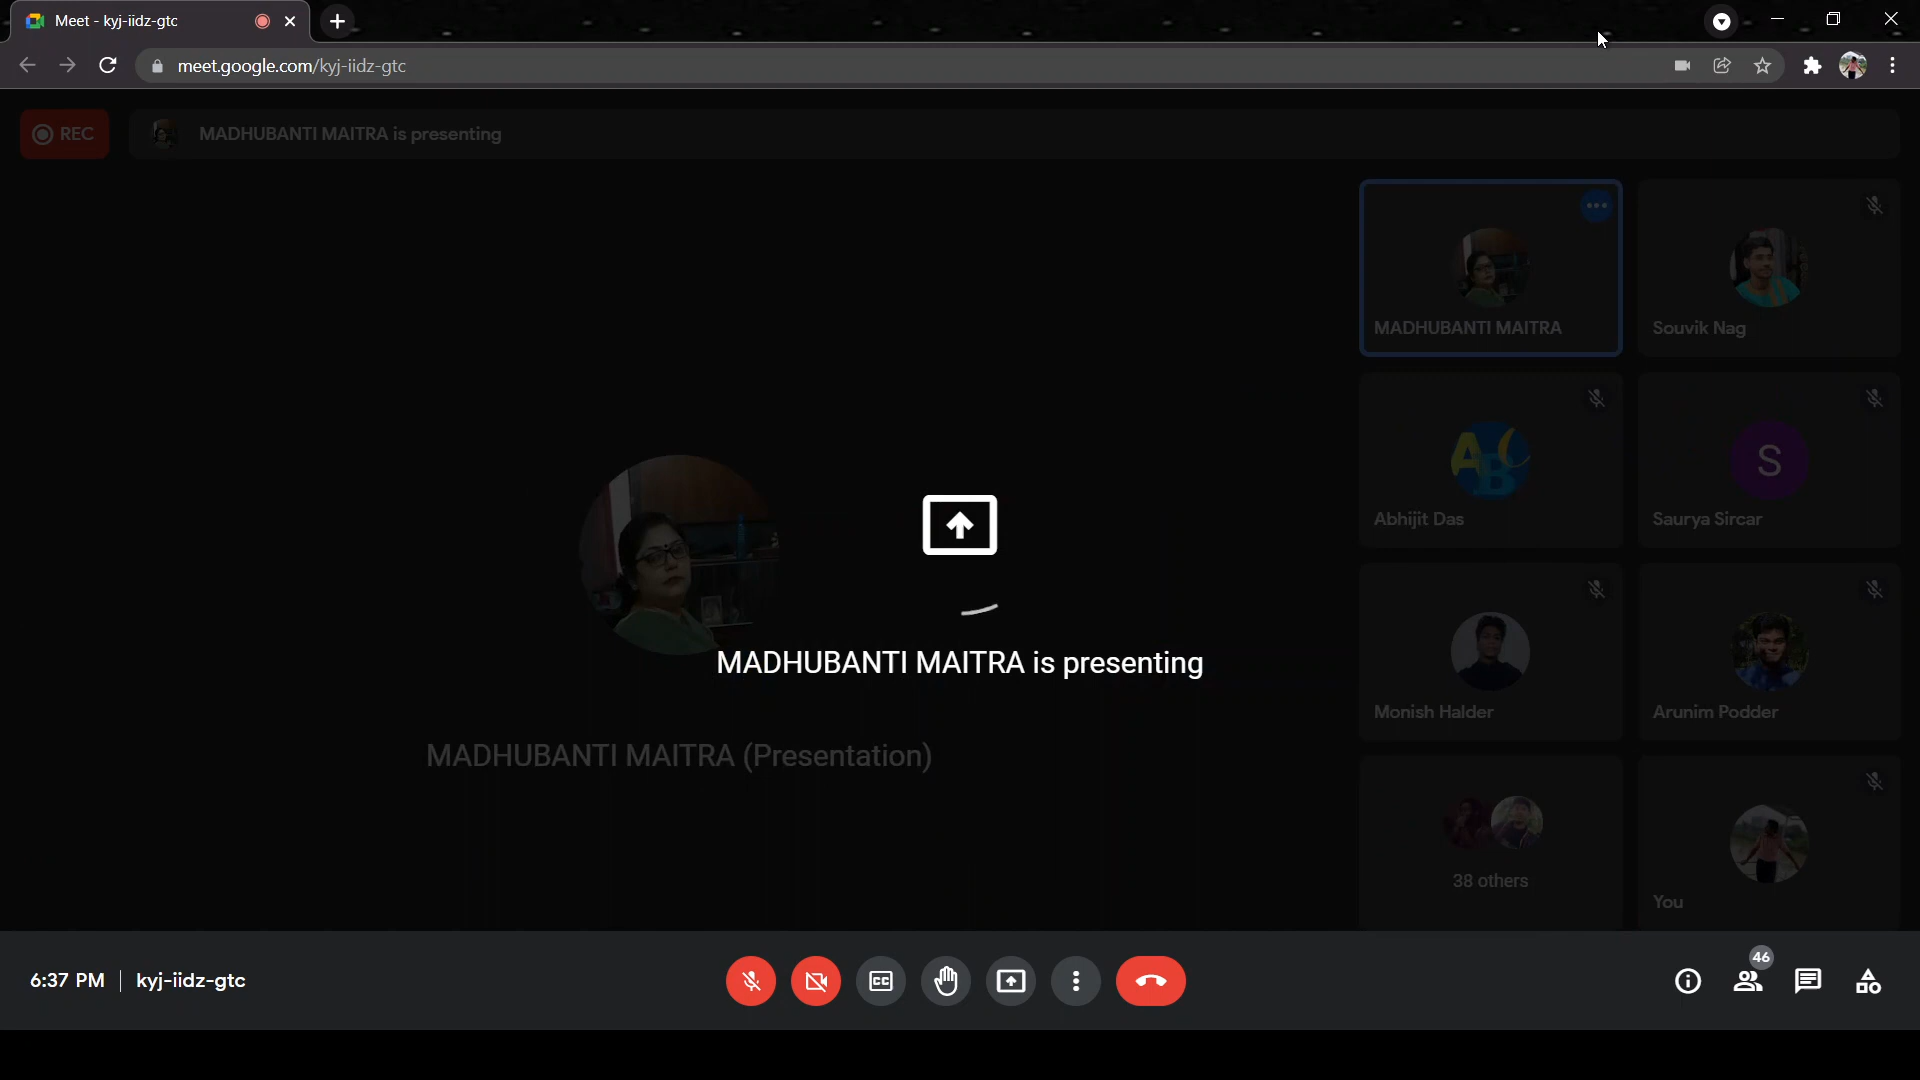 Meet - kyj-iidz-gtc
meet.google.com/kyj-iidz-gtc
REC
MADHUBANTI MAITRA is presenting
MADHUBANTI MAITRA
Souvik Nag
ABC
Abhijit Das
S
Saurya Sircar
MADHUBANTI MAITRA is presenting
Monish Halder
Arunim Podder
MADHUBANTI MAITRA (Presentation)
38 others
You
6:37 PM | kyj-iidz-gtc
CC
46